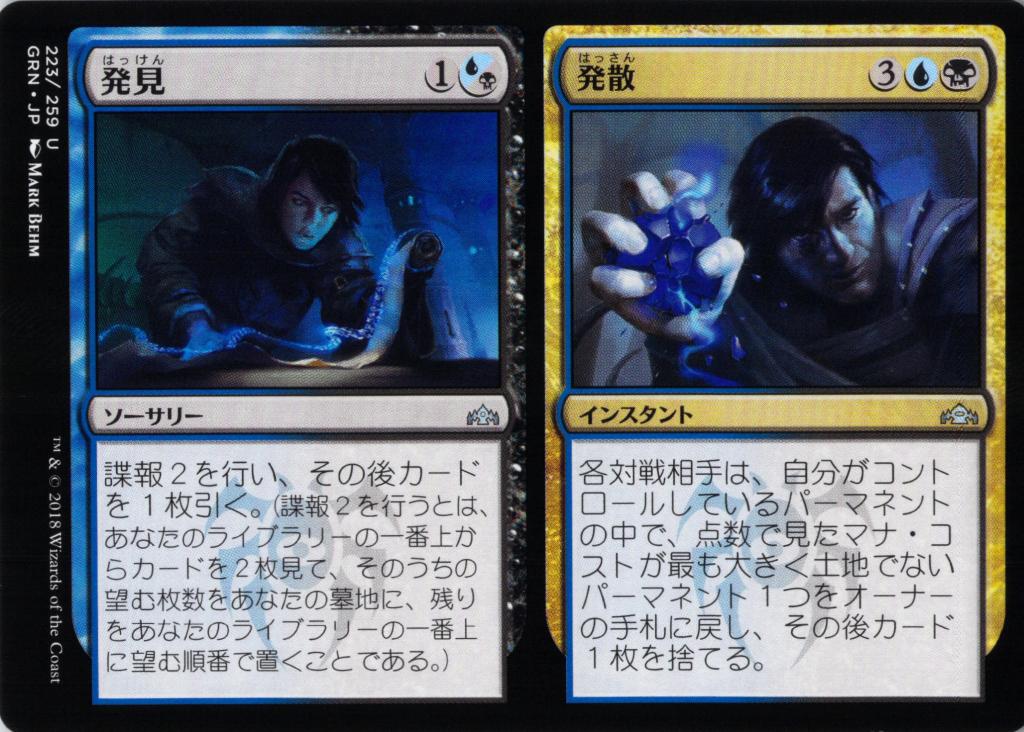 はっけん
発見
1
ソーサリー
諜報2を行い、その後カード
を1枚引く。(諜報2を行うとは、
あなたのライブラリーの一番上か
らカードを2枚見て、そのうちの
望む枚数をあなたの墓地に、残り
をあなたのライブラリーの一番上
に望む順番で置くことである。)
はっさん
発散
3
インスタント
各対戦相手は、自分がコント
ロールしているパーマネント
の中で、点数で見たマナ・コ
ストが最も大きく土地でない
パーマネント1つをオーナー
の手札に戻し、その後カード
1枚を捨てる。
223/ 259 U
GRN • JP MARK BEHM
™ & © 2018 Wizards of the Coast